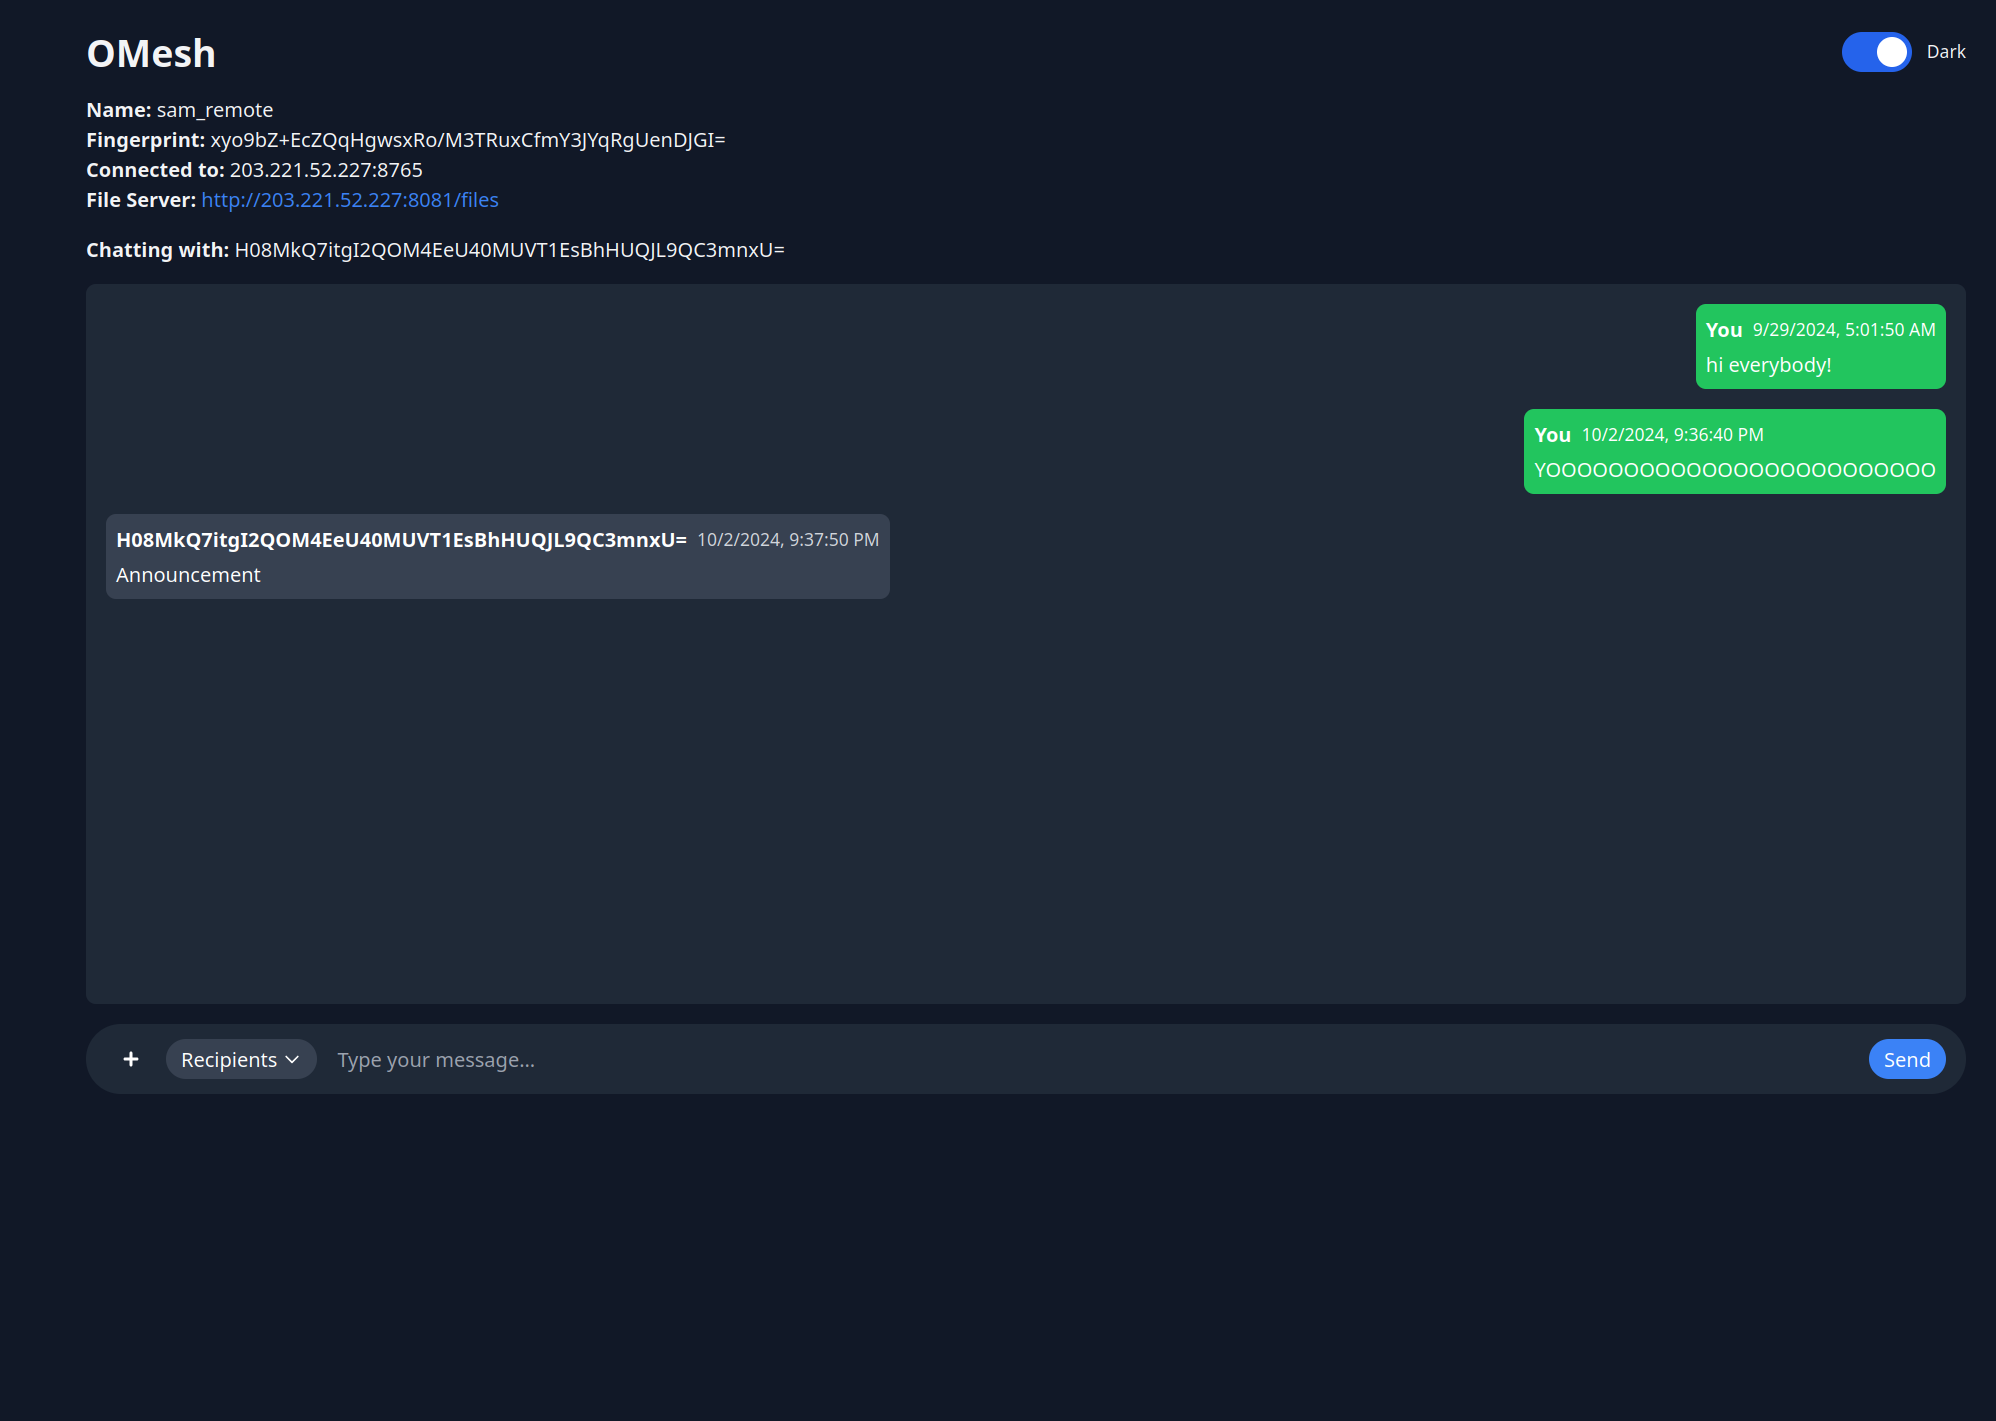 OMesh
Dark
Name: sam_remote
Fingerprint: xyo9bZ+EcZQqHgwsxRo/M3TRuxCfmY3JYqRgUenDJGI=
Connected to: 203.221.52.227:8765
File Server: http://203.221.52.227:8081/files
Chatting with: H08MkQ7itgI2QOM4EeU40MUVT1EsBhHUQJL9QC3mnxU=
You 9/29/2024, 5:01:50 AM
hi everybody!
You 10/2/2024, 9:36:40 PM
YOOOOOOOOOOOOOOOOOOOOOOOOO
H08MkQ7itgI2QOM4EeU40MUVT1EsBhHUQJL9QC3mnxU= 10/2/2024, 9:37:50 PM
Announcement
+ Recipients Type your message... Send